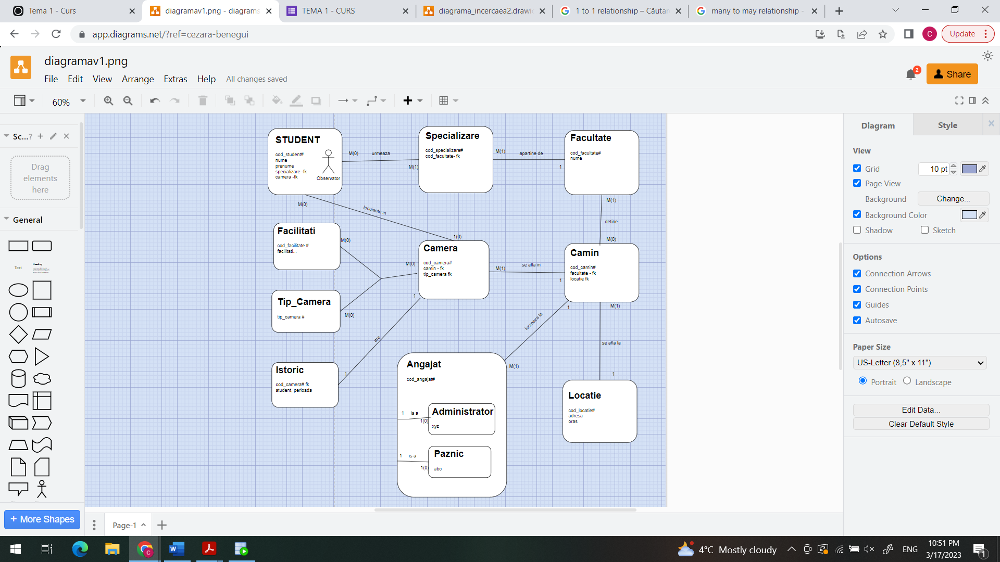 Tema 1 - Curs
diagramav1.png - diagrams
TEMA 1 - CURS
diagrama_incercaea2.drawi
1 to 1 relationship – Căutar
many to may relationship -
app.diagrams.net/?ref=cezara-benegui
C
Update
diagramav1.png
File Edit View Arrange Extras Help All changes saved
2
Share
60%
Sc...?
Drag
elements
here
General
Text
Heading
+ More Shapes
STUDENT
cod_student#
nume
prenume
specializare -fk
camera -fk
Observator
M(0) urmeaza
M(1)
Specializare
cod_specializare#
cod_facultate- fk
M(1) apartine de
1
Facultate
cod_facultate#
nume
M(1)
detine
M(0)
M(0)
locuieste in
1(0)
Facilitati
cod_facilitate #
facilitati...
M(0)
M(0)
Tip_Camera
tip_camera #
M(0)
Camera
cod_camera#
camin - fk
tip_camera fk
M(1) se afla in
1
Camin
cod_camin#
facultate - fk
locatie fk
1
are
1
Istoric
cod_camera# fk
student, perioada
1
lucreaza la
M(1)
M(1)
se afla la
1
Angajat
cod_angajat#
1 is a
1(0)
Administrator
xyz
1 is a
1(0)
Paznic
abc
Locatie
cod_locatie#
adresa
oras
Page-1
Diagram
Style
View
Grid
10 pt
Page View
Background
Change...
Background Color
Shadow
Sketch
Options
Connection Arrows
Connection Points
Guides
Autosave
Paper Size
US-Letter (8,5" x 11")
Portrait
Landscape
Edit Data...
Clear Default Style
C
4°C Mostly cloudy
ENG
10:51 PM
3/17/2023
1